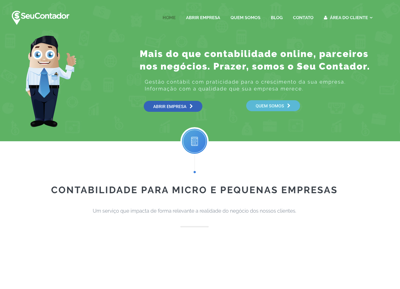 SeuContador
HOME ABRIR EMPRESA QUEM SOMOS BLOG CONTATO ÁREA DO CLIENTE
Mais do que contabilidade online, parceiros
nos negócios. Prazer, somos o Seu Contador.
Gestão contábil com praticidade para o crescimento da sua empresa.
Informação com a qualidade que sua empresa merece.
ABRIR EMPRESA
QUEM SOMOS
CONTABILIDADE PARA MICRO E PEQUENAS EMPRESAS
Um serviço que impacta de forma relevante a realidade do negócio dos nossos clientes.